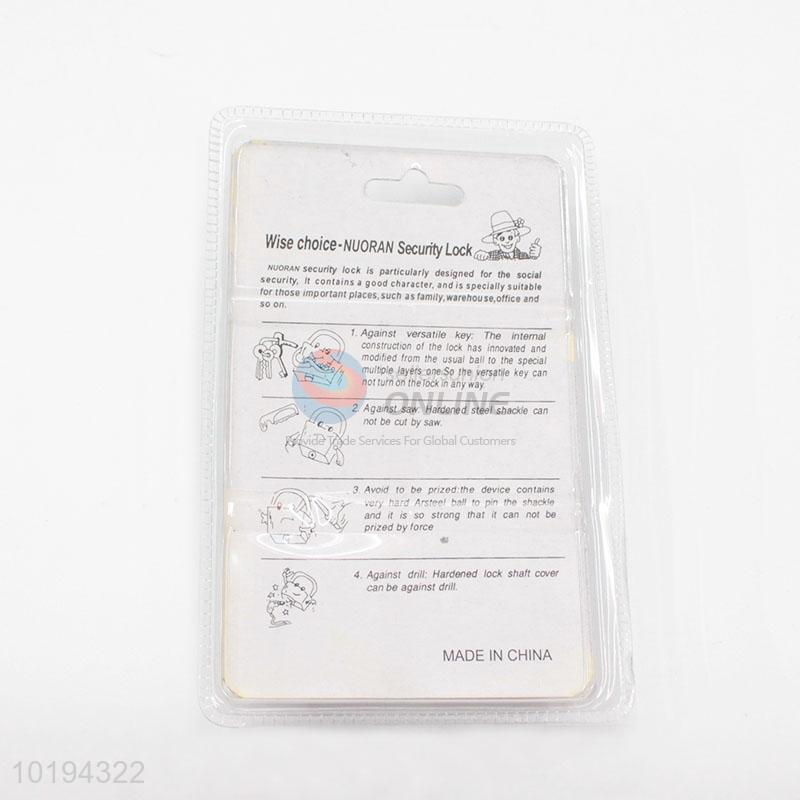 Wise choice-NUORAN Security Lock
NUORAN security lock is particularly designed for the social
security, It contains a good character, and is specially suitable
for those important places, such as family, warehouse, office and
so on.
1. Against versatile key: The internal
construction of the lock has innovated and
modified from the usual ball to the special
multiple layers one. So the versatile key can
not turn on the lock in any way.
2. Against saw: Hardened steel shackle can
not be cut by saw.
ONLINE
Provide Trade Services For Global Customers
3. Avoid to be prized:the device contains
very hard Arsteel ball to pin the shackle
and it is so strong that it can not be
prized by force
4. Against drill: Hardened lock shaft cover
can be against drill.
MADE IN CHINA
10194322